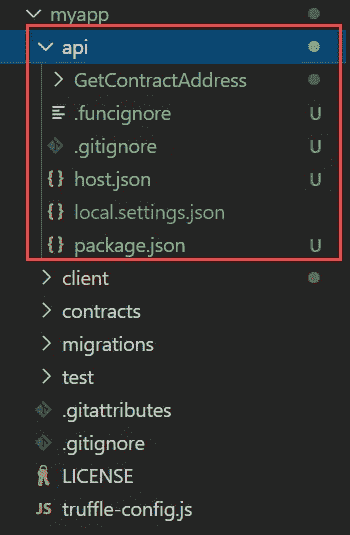 myapp
api
GetContractAddress
.funcignore U
.gitignore U
{} host.json U
{} local.settings.json
{} package.json U
client
contracts
migrations
test
.gitattributes
.gitignore
LICENSE
JS truffle-config.js